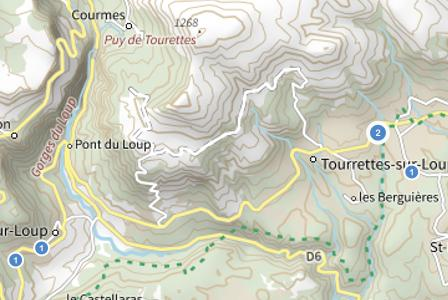 Courmes
1268
Puy de Tourettes
on
Gorges du Loup
Pont du Loup
2
Tourrettes-sur-Lou
1
les Berguières
ur-Loup
1
1
St-
D6
le Castellaras